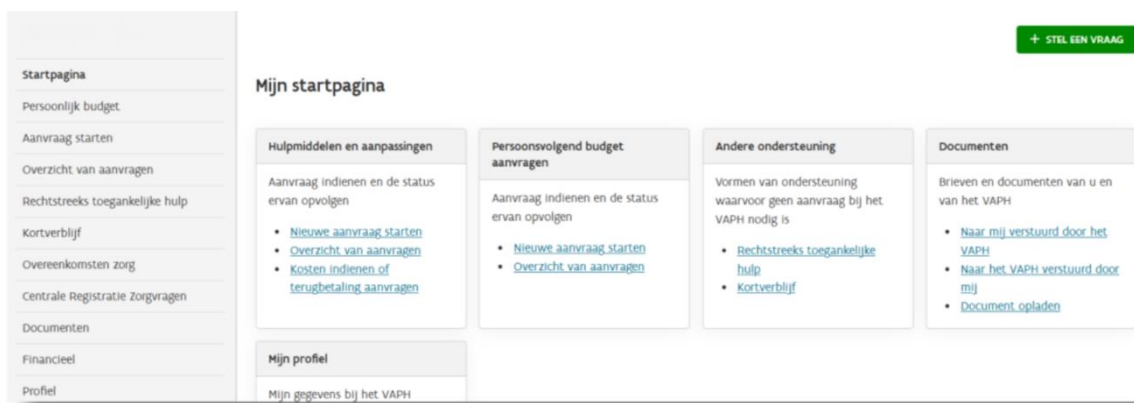 + STEL EEN VRAAG
Startpagina
Persoonlijk budget
Aanvraag starten
Overzicht van aanvragen
Rechtstreeks toegankelijke hulp
Kortverblijf
Overeenkomsten zorg
Centrale Registratie Zorgvragen
Documenten
Financieel
Profiel
Mijn startpagina
Hulpmiddelen en aanpassingen
Aanvraag indienen en de status
ervan opvolgen
• Nieuwe aanvraag starten
• Overzicht van aanvragen
• Kosten indienen of
terugbetaling aanvragen
Persoonsvolgend budget
aanvragen
Aanvraag indienen en de status
ervan opvolgen
• Nieuwe aanvraag starten
• Overzicht van aanvragen
Andere ondersteuning
Vormen van ondersteuning
waarvoor geen aanvraag bij het
VAPH nodig is
• Rechtstreeks toegankelijke
hulp
• Kortverblijf
Documenten
Brieven en documenten van u en
van het VAPH
• Naar mij verstuurd door het
VAPH
• Naar het VAPH verstuurd door
mij
• Document opladen
Mijn profiel
Mijn gegevens bij het VAPH